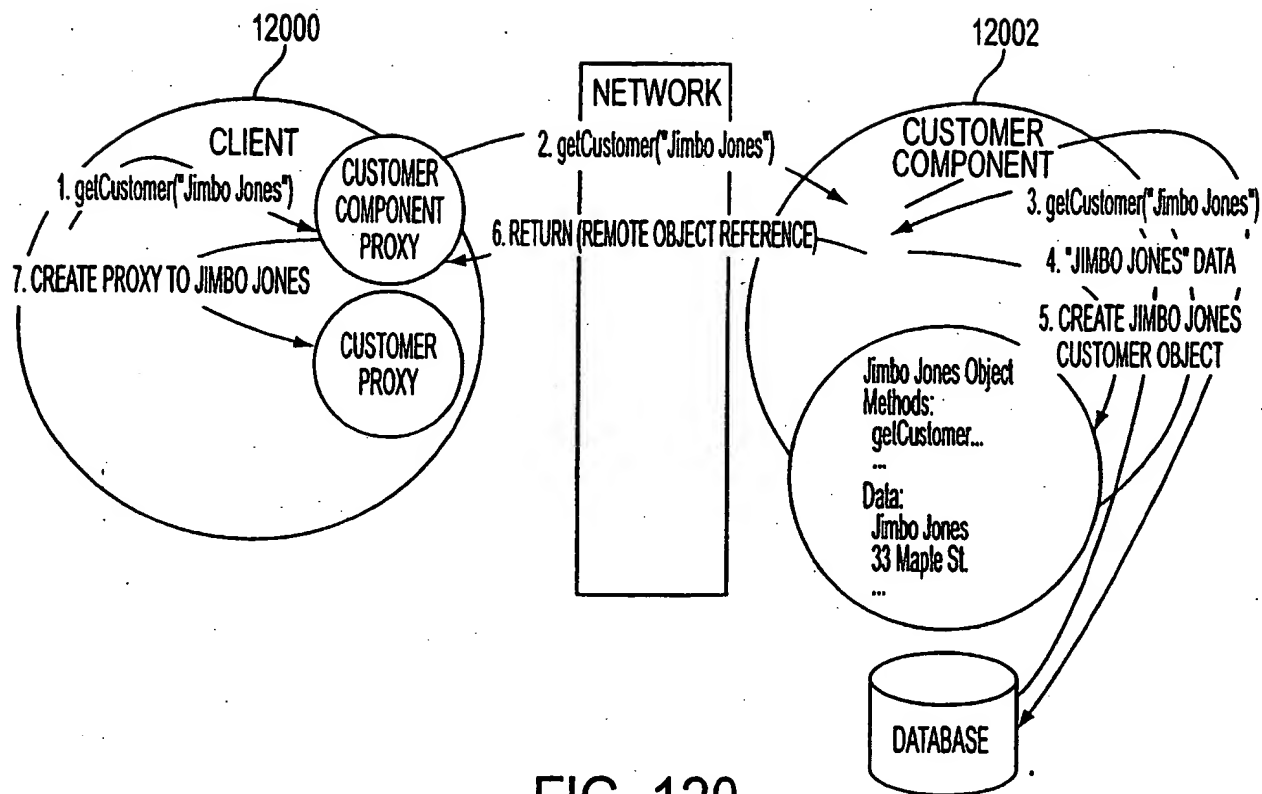 12000
12002
NETWORK
CLIENT
1. getCustomer("Jimbo Jones")
CUSTOMER
COMPONENT
PROXY
2. getCustomer("Jimbo Jones")
CUSTOMER
COMPONENT
3. getCustomer("Jimbo Jones")
6. RETURN (REMOTE OBJECT REFERENCE)
4. "JIMBO JONES" DATA
7. CREATE PROXY TO JIMBO JONES
5. CREATE JIMBO JONES
CUSTOMER OBJECT
CUSTOMER
PROXY
Jimbo Jones Object
Methods:
getCustomer...
...
Data:
Jimbo Jones
33 Maple St.
...
DATABASE
FIG. 120